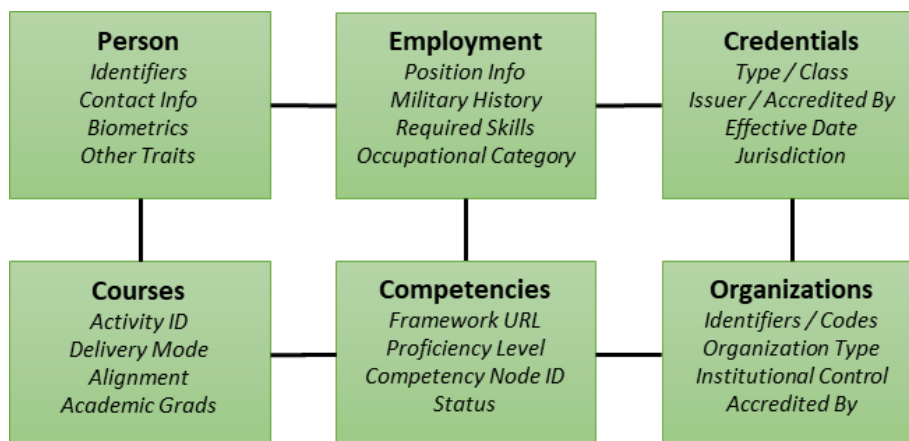 Person
Identifiers
Contact Info
Biometrics
Other Traits
Employment
Position Info
Military History
Required Skills
Occupational Category
Credentials
Type / Class
Issuer / Accredited By
Effective Date
Jurisdiction
Courses
Activity ID
Delivery Mode
Alignment
Academic Grads
Competencies
Framework URL
Proficiency Level
Competency Node ID
Status
Organizations
Identifiers / Codes
Organization Type
Institutional Control
Accredited By